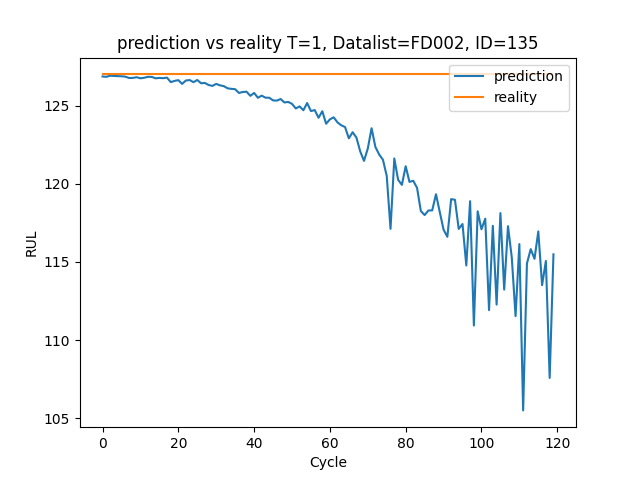 prediction vs reality T=1, Datalist=FD002, ID=135
prediction
reality
125
120
115
110
105
RUL
0 20 40 60 80 100 120
Cycle